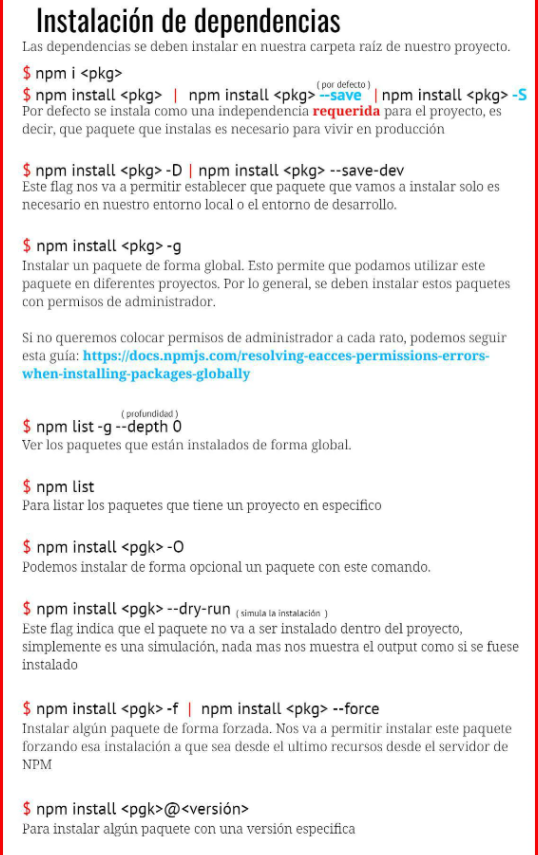 Instalación de dependencias
Las dependencias se deben instalar en nuestra carpeta raíz de nuestro proyecto.
$ npm i <pkg>
( por defecto )
$ npm install <pkg> | npm install <pkg> --save | npm install <pkg> -S
Por defecto se instala como una independencia requerida para el proyecto, es
decir, que paquete que instalas es necesario para vivir en producción
$ npm install <pkg> -D | npm install <pkg> --save-dev
Este flag nos va a permitir establecer que paquete que vamos a instalar solo es
necesario en nuestro entorno local o el entorno de desarrollo.
$ npm install <pkg> -g
Instalar un paquete de forma global. Esto permite que podamos utilizar este
paquete en diferentes proyectos. Por lo general, se deben instalar estos paquetes
con permisos de administrador.
Si no queremos colocar permisos de administrador a cada rato, podemos seguir
esta guía: https://docs.npmjs.com/resolving-eacces-permissions-errors-
when-installing-packages-globally
( profundidad )
$ npm list -g --depth 0
Ver los paquetes que están instalados de forma global.
$ npm list
Para listar los paquetes que tiene un proyecto en especifico
$ npm install <pgk> -O
Podemos instalar de forma opcional un paquete con este comando.
$ npm install <pgk> --dry-run ( simula la instalación )
Este flag indica que el paquete no va a ser instalado dentro del proyecto,
simplemente es una simulación, nada mas nos muestra el output como si se fuese
instalado
$ npm install <pgk> -f | npm install <pkg> --force
Instalar algún paquete de forma forzada. Nos va a permitir instalar este paquete
forzando esa instalación a que sea desde el ultimo recursos desde el servidor de
NPM
$ npm install <pgk>@<versión>
Para instalar algún paquete con una versión especifica